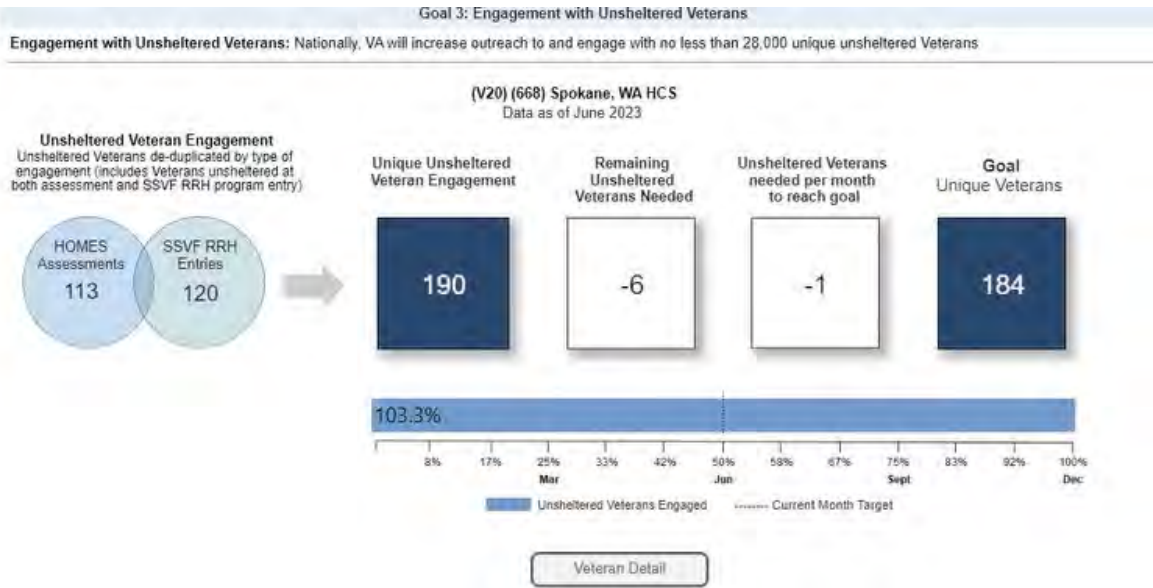 Goal 3: Engagement with Unsheltered Veterans
Engagement with Unsheltered Veterans: Nationally, VA will increase outreach to and engage with no less than 28,000 unique unsheltered Veterans
(V20) (668) Spokane, WA HCS
Data as of June 2023
Unsheltered Veteran Engagement
Unsheltered Veterans de-duplicated by type of
engagement (includes Veterans unsheltered at
both assessment and SSVF RRH program entry)
HOMES
Assessments
113
SSVF RRH
Entries
120
Unique Unsheltered
Veteran Engagement
190
Remaining
Unsheltered
Veterans Needed
-6
Unsheltered Veterans
needed per month
to reach goal
-1
Goal
Unique Veterans
184
103.3%
8% 17% 25% 33% 42% 50% 58% 67% 75% 83% 92% 100%
Mar Jun Sept Dec
Unsheltered Veterans Engaged Current Month Target
Veteran Detail